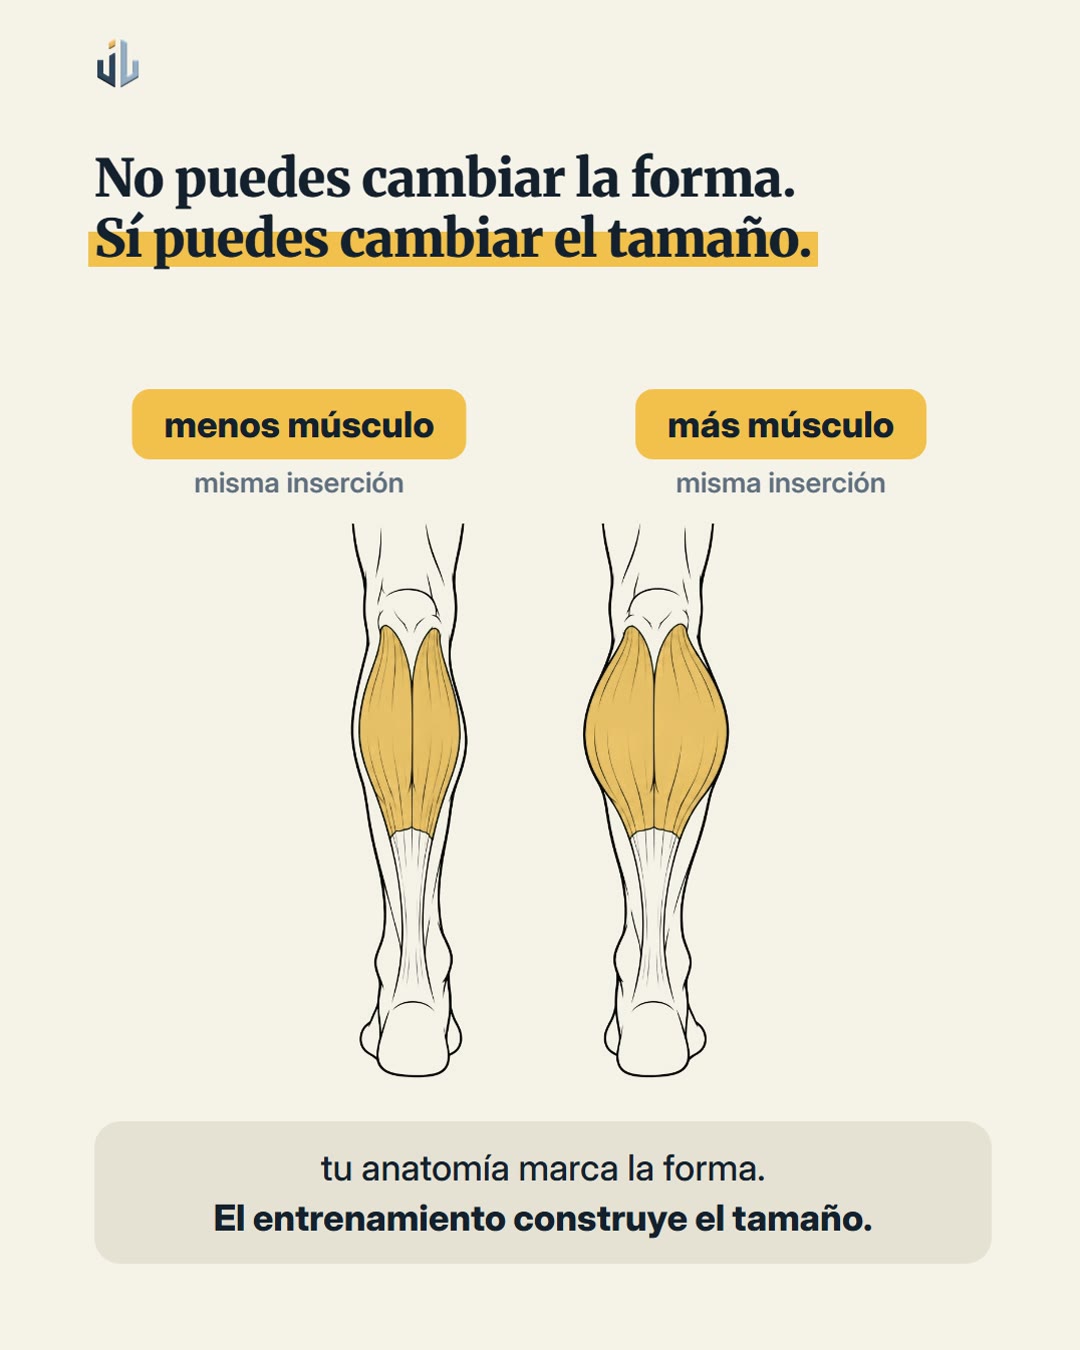 No puedes cambiar la forma.
Sí puedes cambiar el tamaño.
menos músculo
más músculo
misma inserción
misma inserción
tu anatomía marca la forma.
El entrenamiento construye el tamaño.